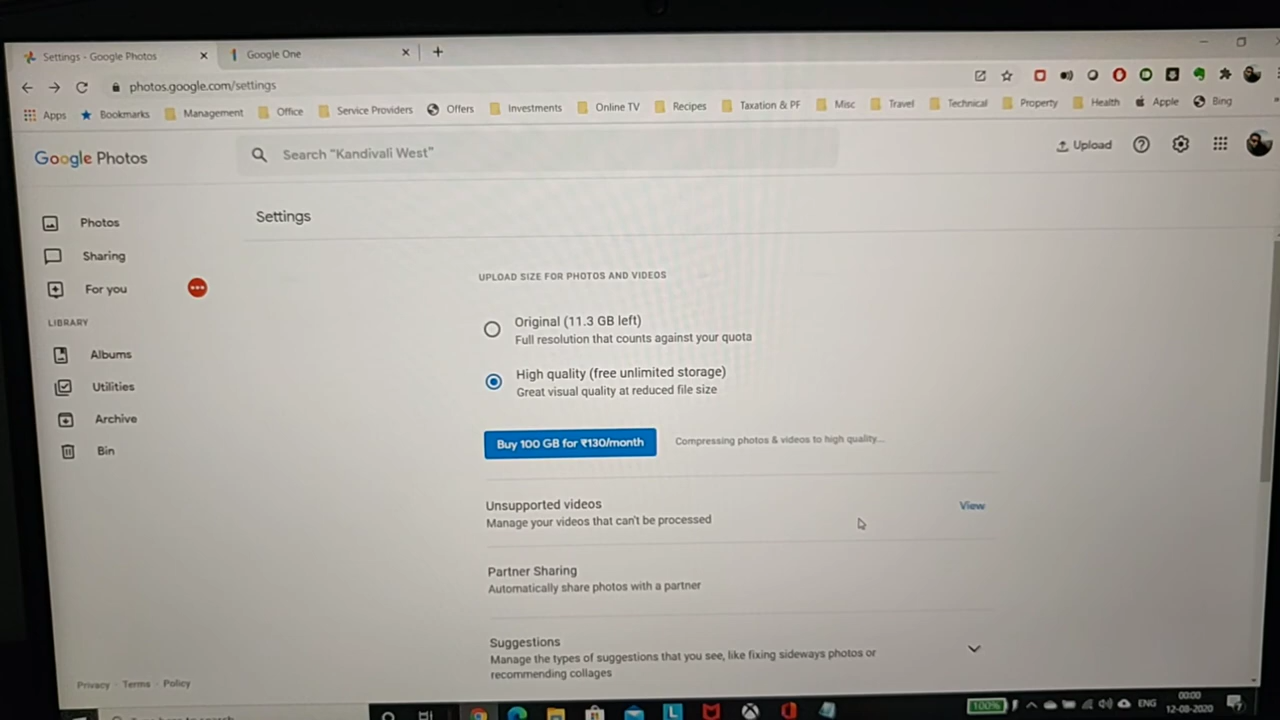 Settings - Google Photos
Google One
photos.google.com/settings
Apps
Bookmarks
Management
Office
Service Providers
Offers
Investments
Online TV
Recipes
Taxation & PF
Misc
Travel
Technical
Property
Health
Apple
Bing
Google Photos
Search "Kandivali West"
Upload
Photos
Sharing
For you
LIBRARY
Albums
Utilities
Archive
Bin
Settings
UPLOAD SIZE FOR PHOTOS AND VIDEOS
Original (11.3 GB left)
Full resolution that counts against your quota
High quality (free unlimited storage)
Great visual quality at reduced file size
Buy 100 GB for ₹130/month
Compressing photos & videos to high quality...
Unsupported videos
Manage your videos that can't be processed
View
Partner Sharing
Automatically share photos with a partner
Suggestions
Manage the types of suggestions that you see, like fixing sideways photos or
recommending collages
Privacy · Terms · Policy
100%
ENG
00:00
12-08-2020